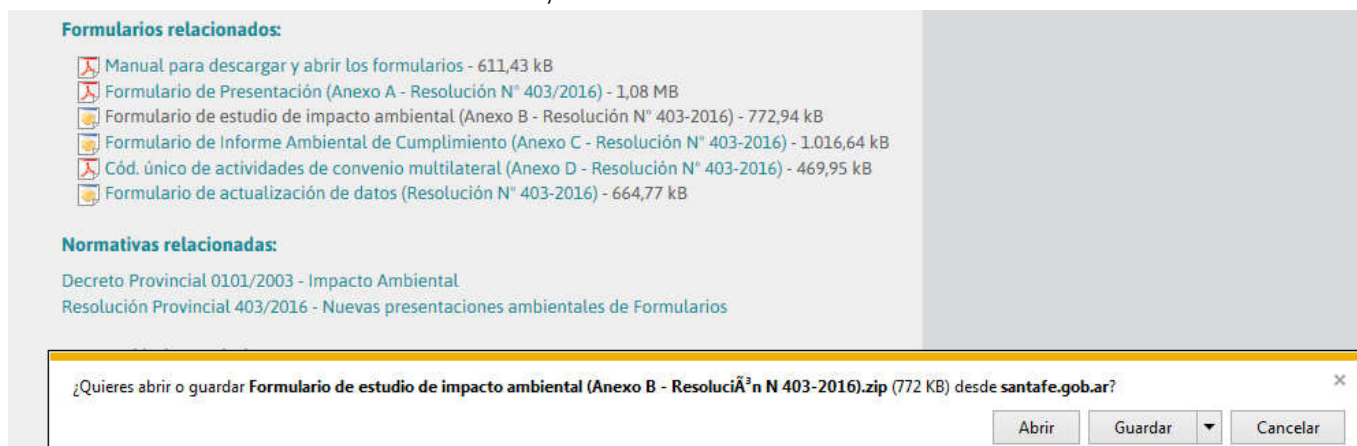 Formularios relacionados:
Manual para descargar y abrir los formularios - 611,43 kB
Formulario de Presentación (Anexo A - Resolución N° 403/2016) - 1,08 MB
Formulario de estudio de impacto ambiental (Anexo B - Resolución N° 403-2016) - 772,94 kB
Formulario de Informe Ambiental de Cumplimiento (Anexo C - Resolución N° 403-2016) - 1.016,64 kB
Cód. único de actividades de convenio multilateral (Anexo D - Resolución N° 403-2016) - 469,95 kB
Formulario de actualización de datos (Resolución N° 403-2016) - 664,77 kB
Normativas relacionadas:
Decreto Provincial 0101/2003 - Impacto Ambiental
Resolución Provincial 403/2016 - Nuevas presentaciones ambientales de Formularios
¿Quieres abrir o guardar Formulario de estudio de impacto ambiental (Anexo B - ResoluciÃ³n N 403-2016).zip (772 KB) desde santafe.gob.ar?
Abrir Guardar Cancelar